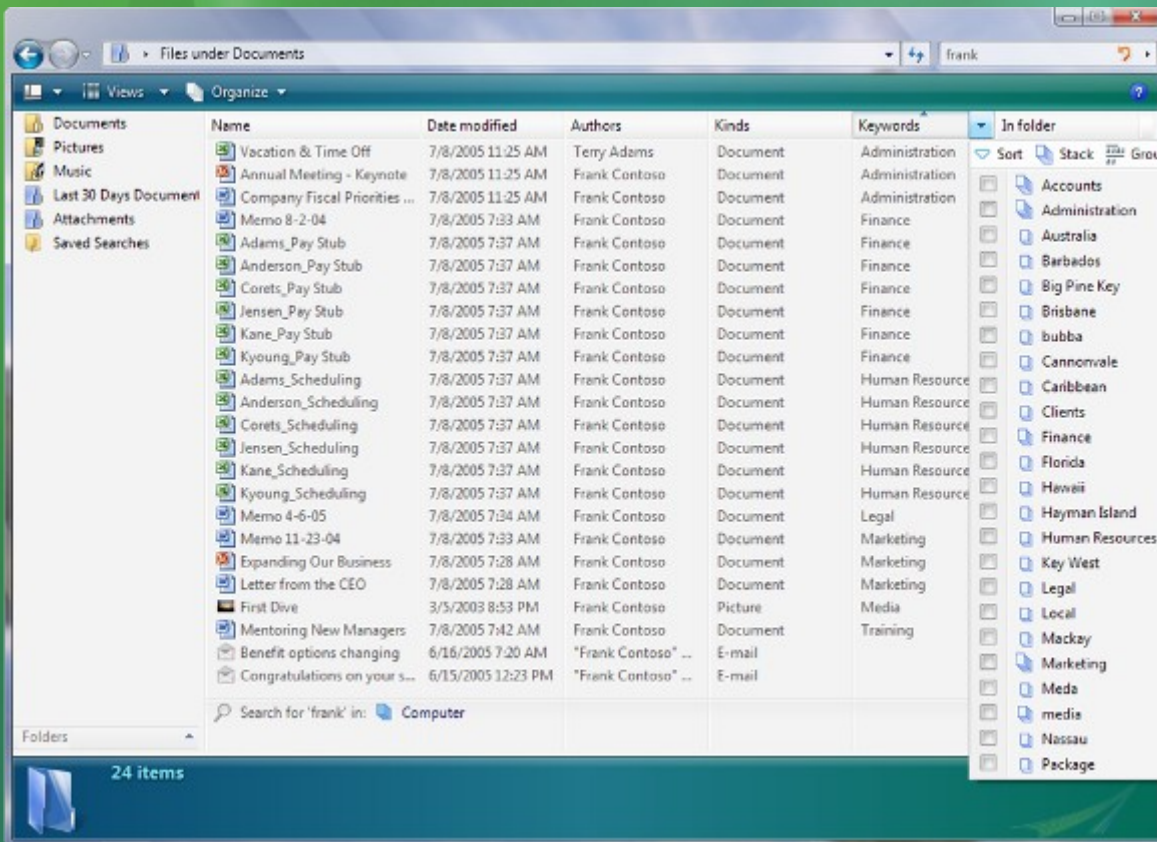 Files under Documents frank
Views Organize ?
Documents
Pictures
Music
Last 30 Days Document
Attachments
Saved Searches
Folders
Name Date modified Authors Kinds Keywords In folder
Vacation & Time Off 7/8/2005 11:25 AM Terry Adams Document Administration
Annual Meeting - Keynote 7/8/2005 11:25 AM Frank Contoso Document Administration
Company Fiscal Priorities ... 7/8/2005 11:25 AM Frank Contoso Document Administration
Memo 8-2-04 7/8/2005 7:33 AM Frank Contoso Document Finance
Adams_Pay Stub 7/8/2005 7:37 AM Frank Contoso Document Finance
Anderson_Pay Stub 7/8/2005 7:37 AM Frank Contoso Document Finance
Corets_Pay Stub 7/8/2005 7:37 AM Frank Contoso Document Finance
Jensen_Pay Stub 7/8/2005 7:37 AM Frank Contoso Document Finance
Kane_Pay Stub 7/8/2005 7:37 AM Frank Contoso Document Finance
Kyoung_Pay Stub 7/8/2005 7:37 AM Frank Contoso Document Finance
Adams_Scheduling 7/8/2005 7:37 AM Frank Contoso Document Human Resource
Anderson_Scheduling 7/8/2005 7:37 AM Frank Contoso Document Human Resource
Corets_Scheduling 7/8/2005 7:37 AM Frank Contoso Document Human Resource
Jensen_Scheduling 7/8/2005 7:37 AM Frank Contoso Document Human Resource
Kane_Scheduling 7/8/2005 7:37 AM Frank Contoso Document Human Resource
Kyoung_Scheduling 7/8/2005 7:37 AM Frank Contoso Document Human Resource
Memo 4-6-05 7/8/2005 7:34 AM Frank Contoso Document Legal
Memo 11-23-04 7/8/2005 7:33 AM Frank Contoso Document Marketing
Expanding Our Business 7/8/2005 7:28 AM Frank Contoso Document Marketing
Letter from the CEO 7/8/2005 7:28 AM Frank Contoso Document Marketing
First Dive 3/5/2003 8:53 PM Frank Contoso Picture Media
Mentoring New Managers 7/8/2005 7:42 AM Frank Contoso Document Training
Benefit options changing 6/16/2005 7:20 AM "Frank Contoso" ... E-mail
Congratulations on your s... 6/15/2005 12:23 PM "Frank Contoso" ... E-mail
Search for 'frank' in: Computer
Sort Stack Grou
Accounts
Administration
Australia
Barbados
Big Pine Key
Brisbane
bubba
Cannonvale
Caribbean
Clients
Finance
Florida
Hawaii
Hayman Island
Human Resources
Key West
Legal
Local
Mackay
Marketing
Meda
media
Nassau
Package
24 items